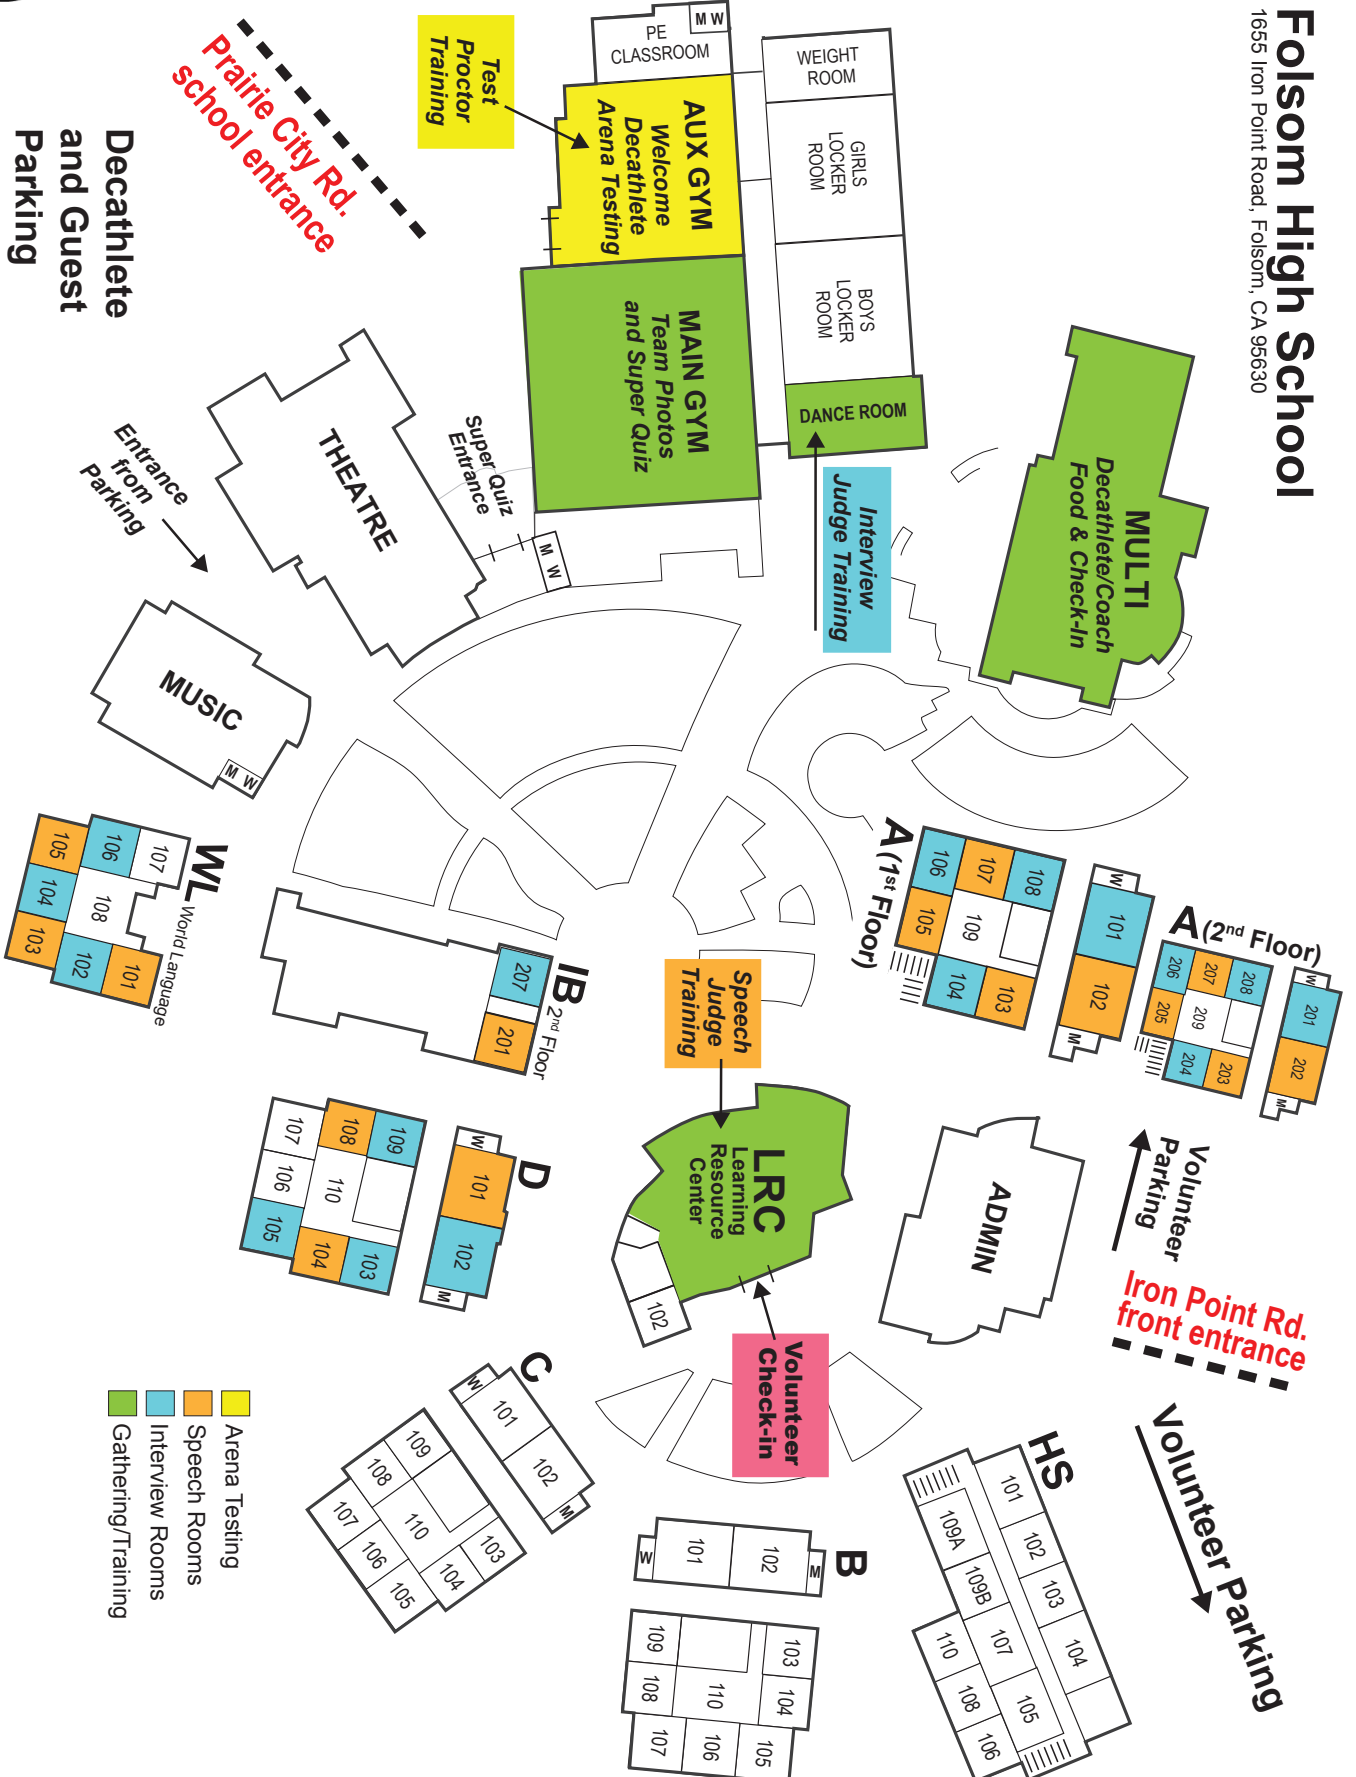 Folsom High School
1655 Iron Point Road, Folsom, CA 95630
Prairie City Rd.
school entrance
Decathlete
and Guest
Parking
Test
Proctor
Training
PE
CLASSROOM
M W
AUX GYM
Welcome
Decathlete
Arena Testing
MAIN GYM
Team Photos
and Super Quiz
WEIGHT
ROOM
GIRLS
LOCKER
ROOM
BOYS
LOCKER
ROOM
DANCE ROOM
Interview
Judge Training
MULTI
Decathlete/Coach
Food & Check-In
Super Quiz
Entrance
M W
THEATRE
Entrance
from
Parking
MUSIC
M W
WL World Language
107
106
105
104
108
103
102
101
IB 2nd Floor
207
201
A (1st Floor)
108
107
106
109
105
104
103
W
101
102
M
A (2nd Floor)
208
207
206
209
205
204
203
W
201
202
M
Speech
Judge
Training
LRC
Learning
Resource
Center
102
Volunteer
Check-in
ADMIN
Volunteer
Parking
Iron Point Rd.
front entrance
Volunteer Parking
D
W
101
102
M
109
108
107
106
110
105
104
103
C
W
101
102
M
109
108
107
110
106
105
104
103
B
W
101
102
M
109
108
107
110
106
103
104
105
HS
101
102
103
104
109A
109B
107
105
110
108
106
Arena Testing
Speech Rooms
Interview Rooms
Gathering/Training